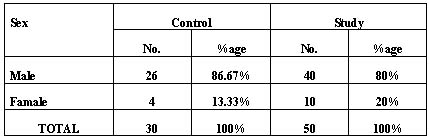 Sex Control Study
No. %age No. %age
Male 26 86.67% 40 80%
Famale 4 13.33% 10 20%
TOTAL 30 100% 50 100%